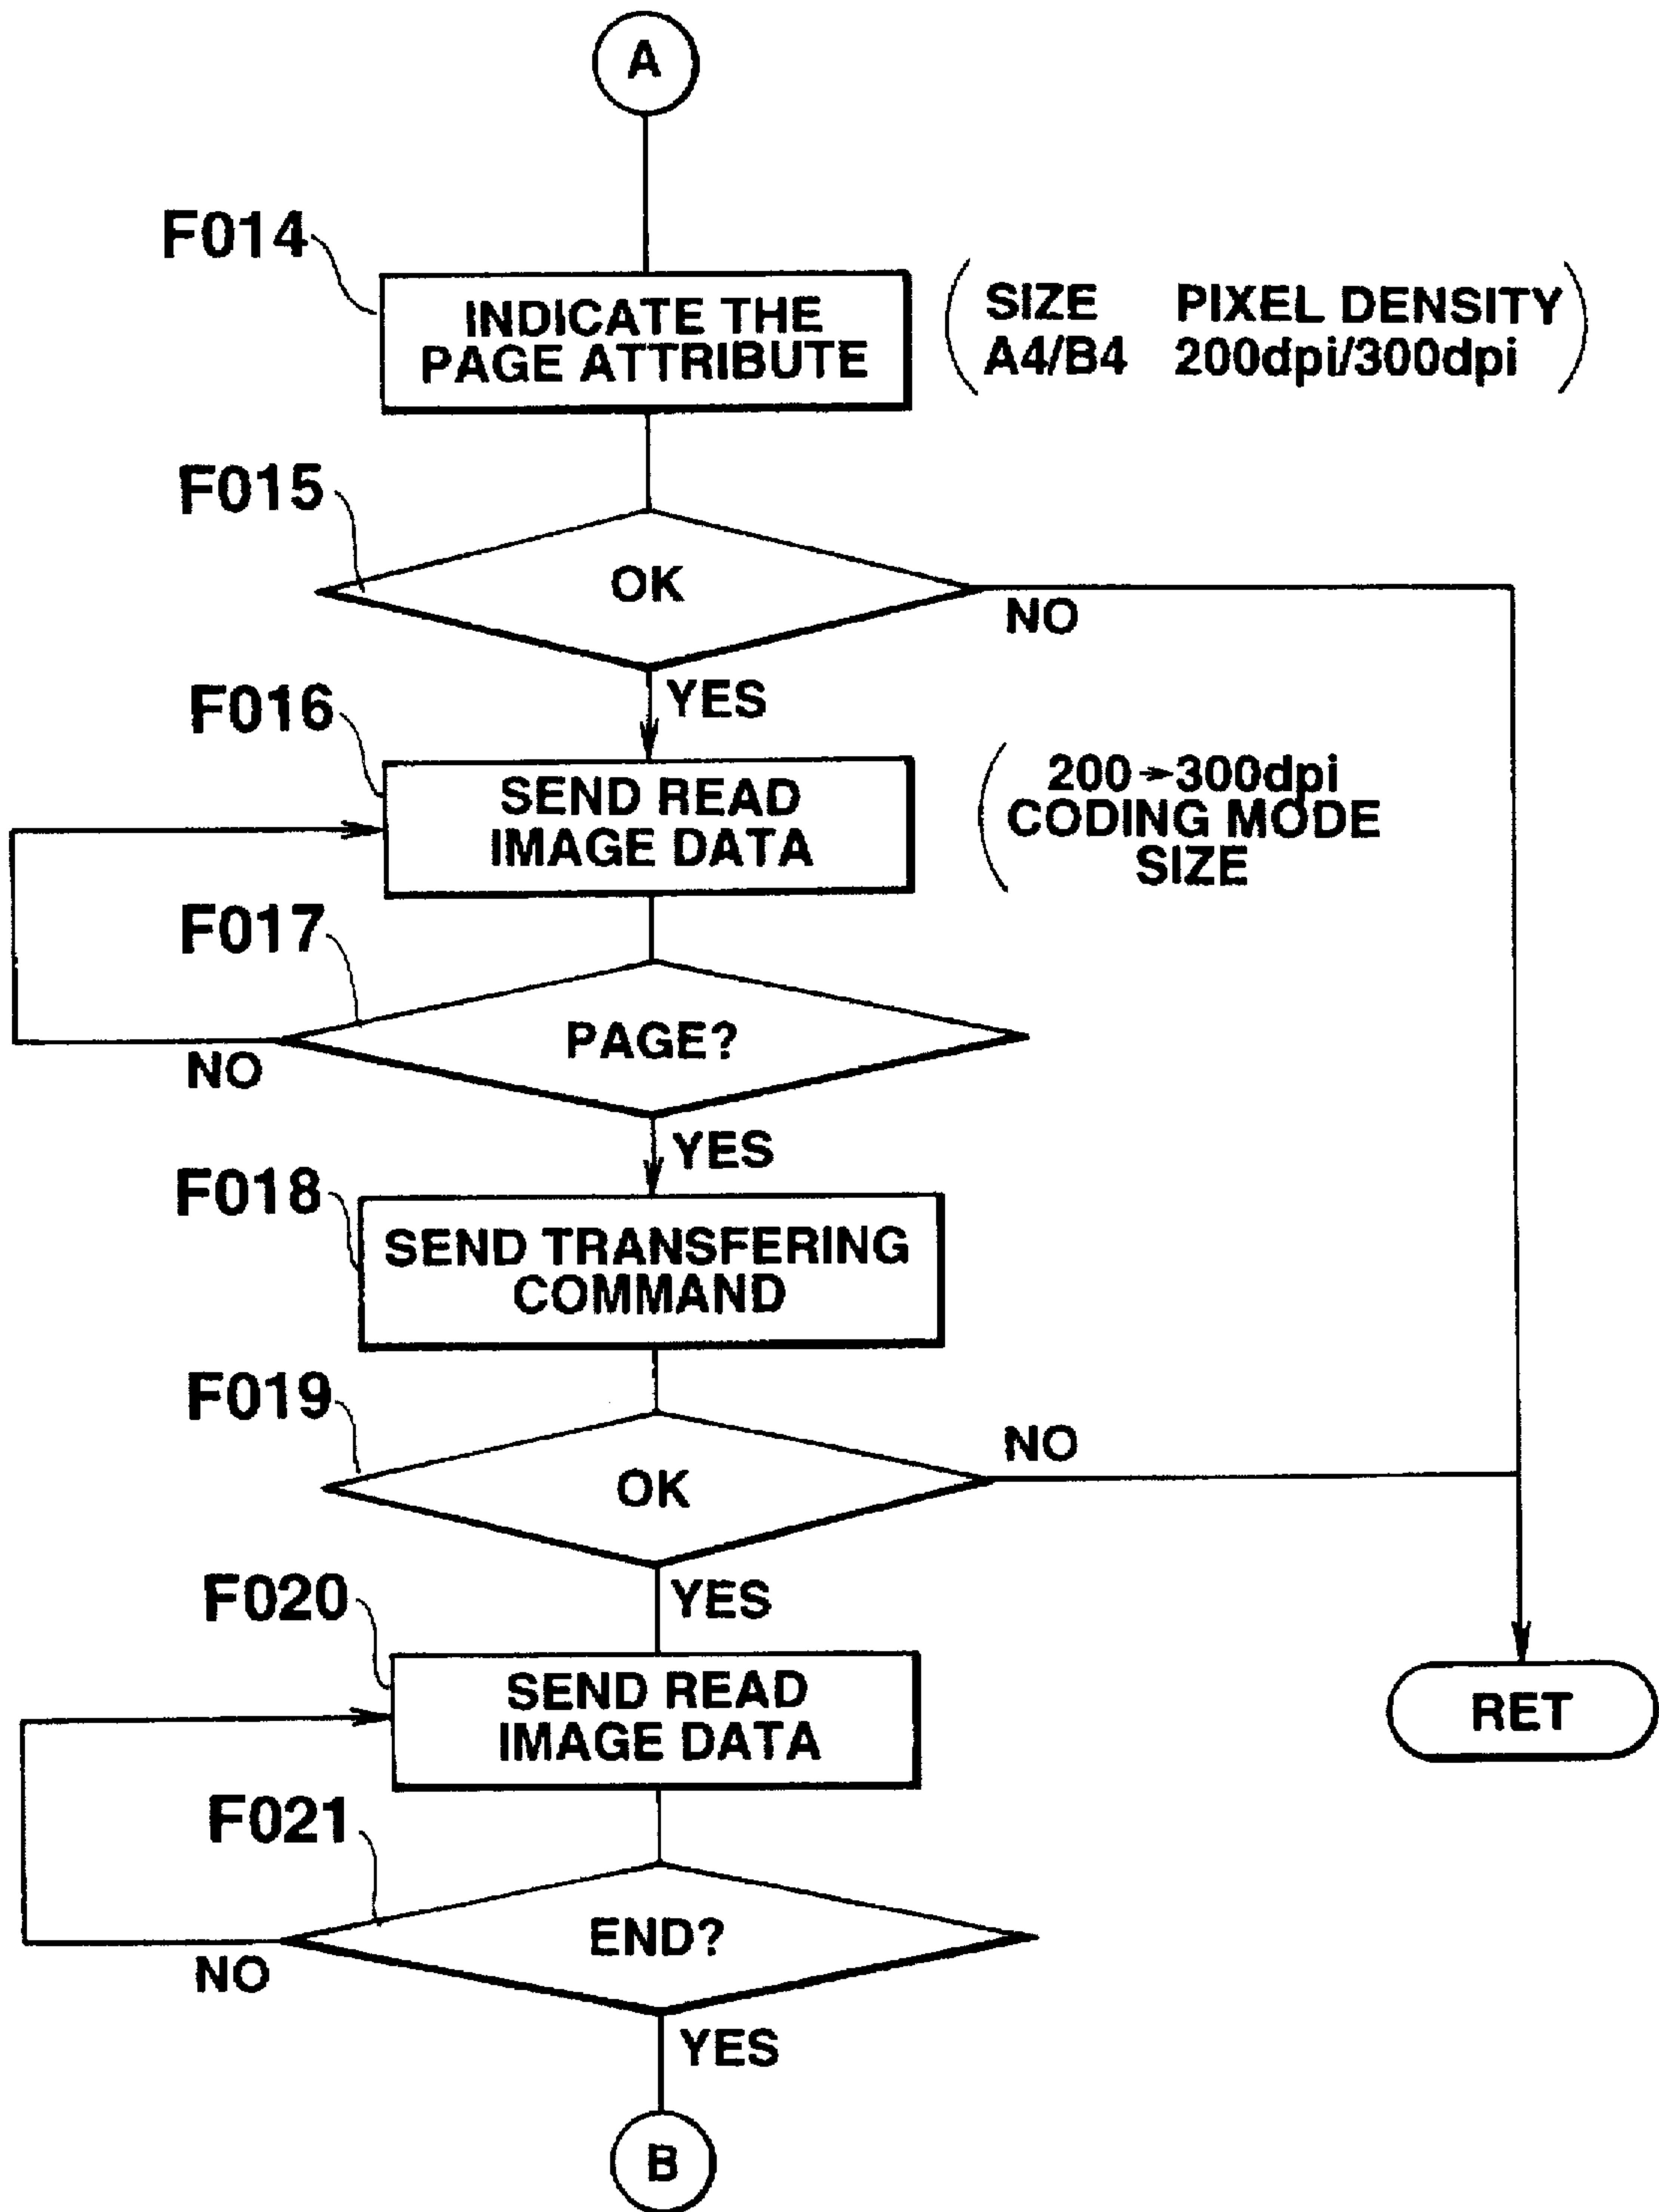 A
F014
INDICATE THE
PAGE ATTRIBUTE
SIZE PIXEL DENSITY
A4/B4 200dpi/300dpi
F015
OK
NO
YES
F016
SEND READ
IMAGE DATA
200→300dpi
CODING MODE
SIZE
F017
PAGE?
NO
YES
F018
SEND TRANSFERING
COMMAND
F019
OK
NO
YES
F020
SEND READ
IMAGE DATA
RET
F021
END?
NO
YES
B